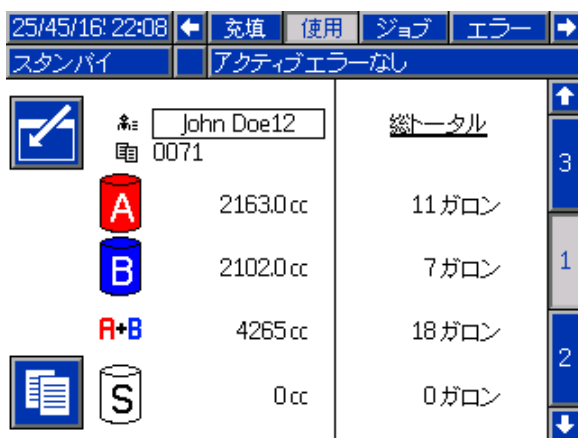 25/45/16 22:08 充填 使用 ジョブ エラー
スタンバイ アクティブエラーなし
John Doe12 総トータル
0071
3
A 2163.0 cc 11 ガロン
B 2102.0 cc 7 ガロン
1
A+B 4265 cc 18 ガロン
2
S 0 cc 0 ガロン